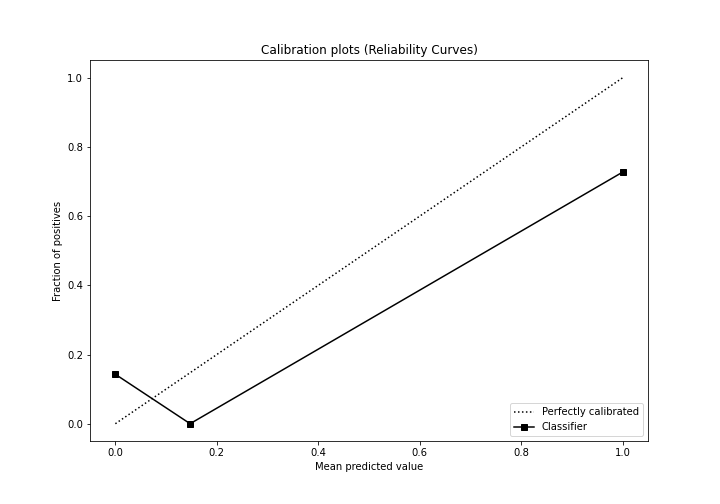 Calibration plots (Reliability Curves)
1.0
0.8
0.6
0.4
0.2
0.0
Fraction of positives
0.0 0.2 0.4 0.6 0.8 1.0
Mean predicted value
Perfectly calibrated
Classifier